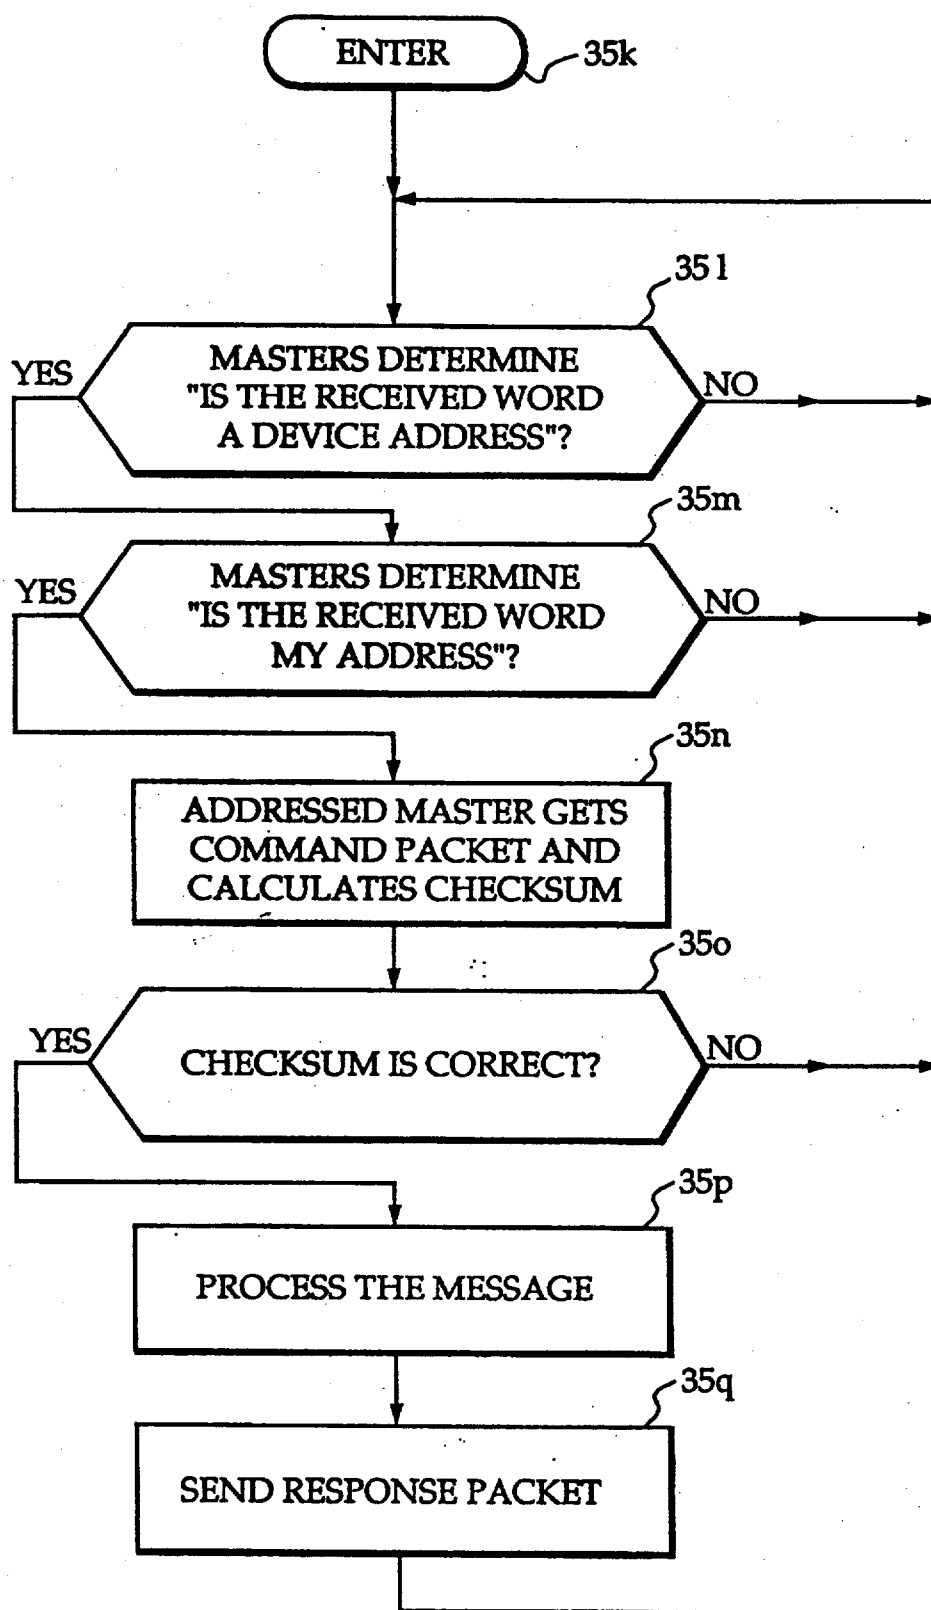 ENTER
35k
351
MASTERS DETERMINE
"IS THE RECEIVED WORD
A DEVICE ADDRESS"?
YES
NO
35m
MASTERS DETERMINE
"IS THE RECEIVED WORD
MY ADDRESS"?
YES
NO
35n
ADDRESSED MASTER GETS
COMMAND PACKET AND
CALCULATES CHECKSUM
35o
YES
CHECKSUM IS CORRECT?
NO
35p
PROCESS THE MESSAGE
35q
SEND RESPONSE PACKET